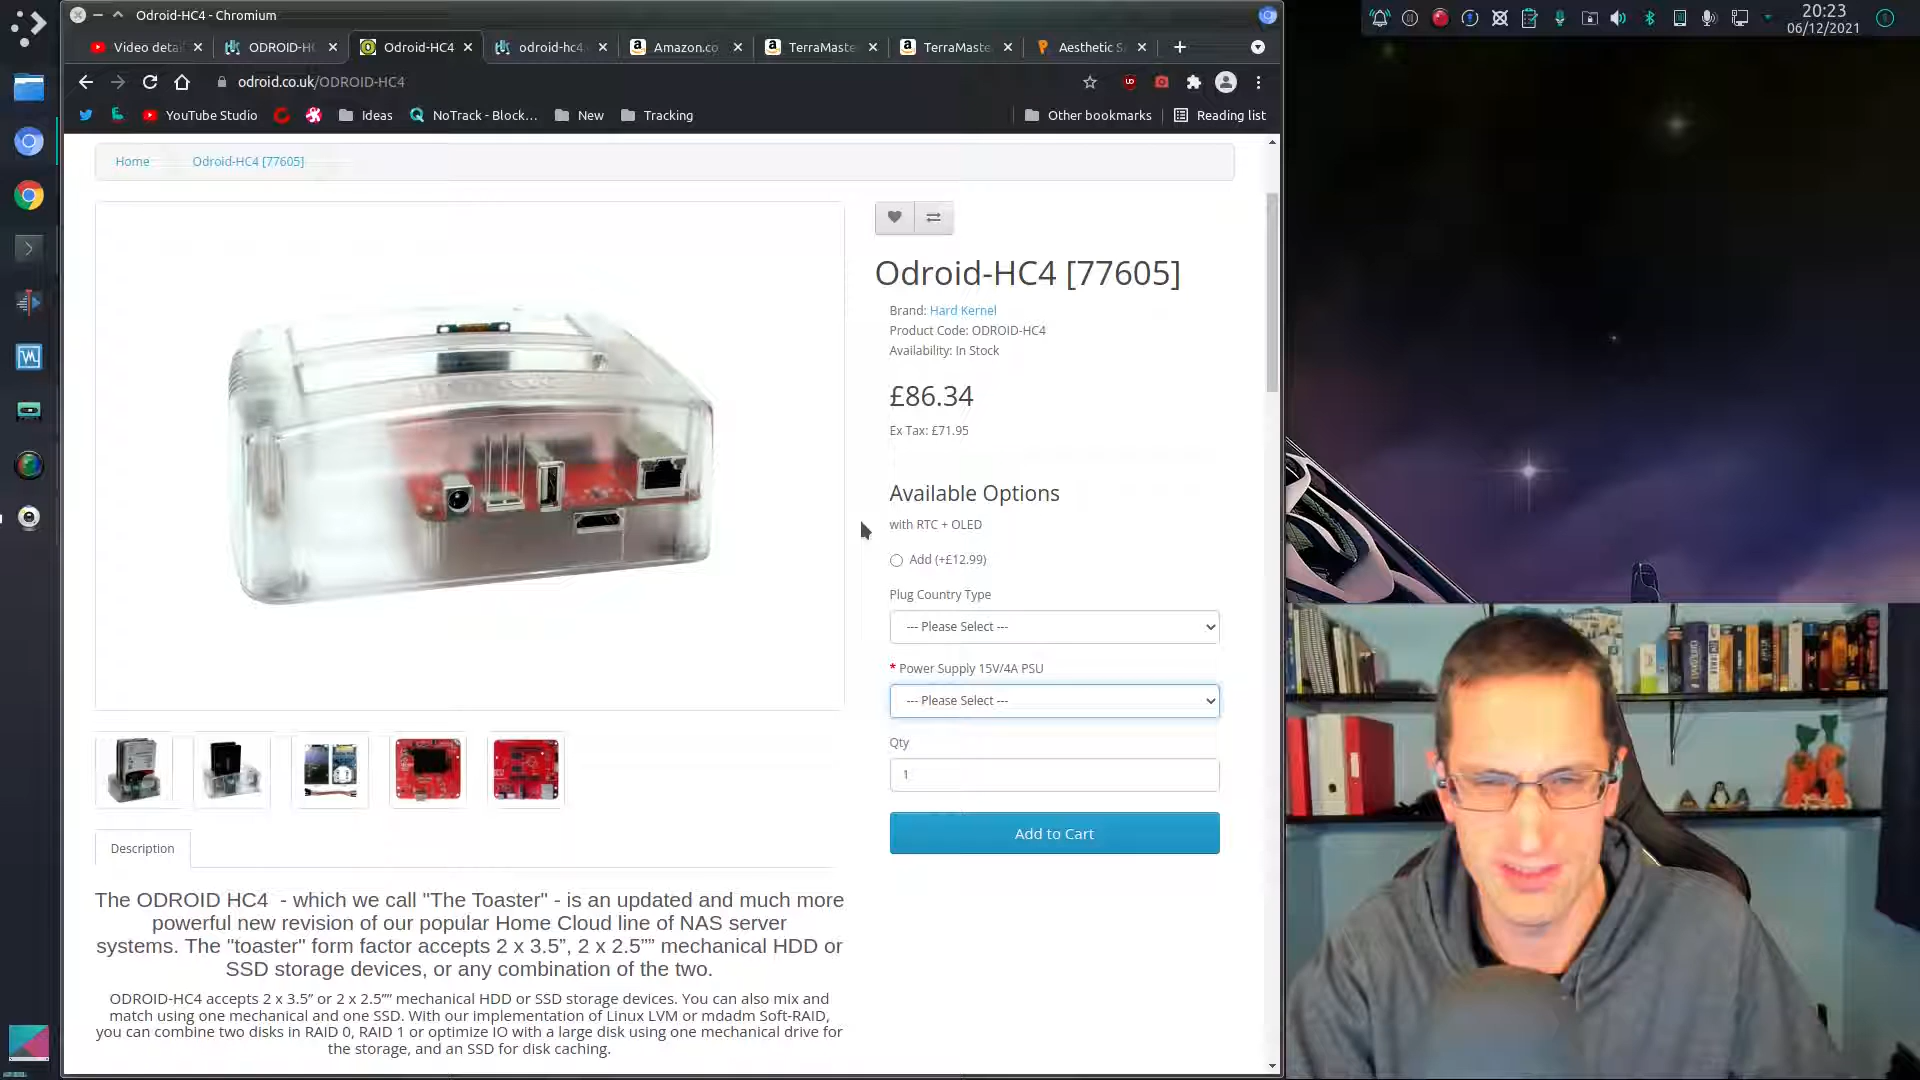 Odroid-HC4 - Chromium
20:23
06/12/2021
Video detai
ODROID-HC
Odroid-HC4
odroid-hc4
Amazon.co
TerraMaste
TerraMaste
Aesthetic S
odroid.co.uk/ODROID-HC4
YouTube Studio
Ideas
NoTrack - Block...
New
Tracking
Other bookmarks
Reading list
Home
Odroid-HC4 [77605]
Odroid-HC4 [77605]
Brand: Hard Kernel
Product Code: ODROID-HC4
Availability: In Stock
£86.34
Ex Tax: £71.95
Available Options
with RTC + OLED
Add (+£12.99)
Plug Country Type
--- Please Select ---
* Power Supply 15V/4A PSU
--- Please Select ---
Qty
1
Add to Cart
Description
The ODROID HC4 - which we call "The Toaster" - is an updated and much more
powerful new revision of our popular Home Cloud line of NAS server
systems. The "toaster" form factor accepts 2 x 3.5”, 2 x 2.5”” mechanical HDD or
SSD storage devices, or any combination of the two.
ODROID-HC4 accepts 2 x 3.5” or 2 x 2.5”” mechanical HDD or SSD storage devices. You can also mix and
match using one mechanical and one SSD. With our implementation of Linux LVM or mdadm Soft-RAID,
you can combine two disks in RAID 0, RAID 1 or optimize IO with a large disk using one mechanical drive for
the storage, and an SSD for disk caching.